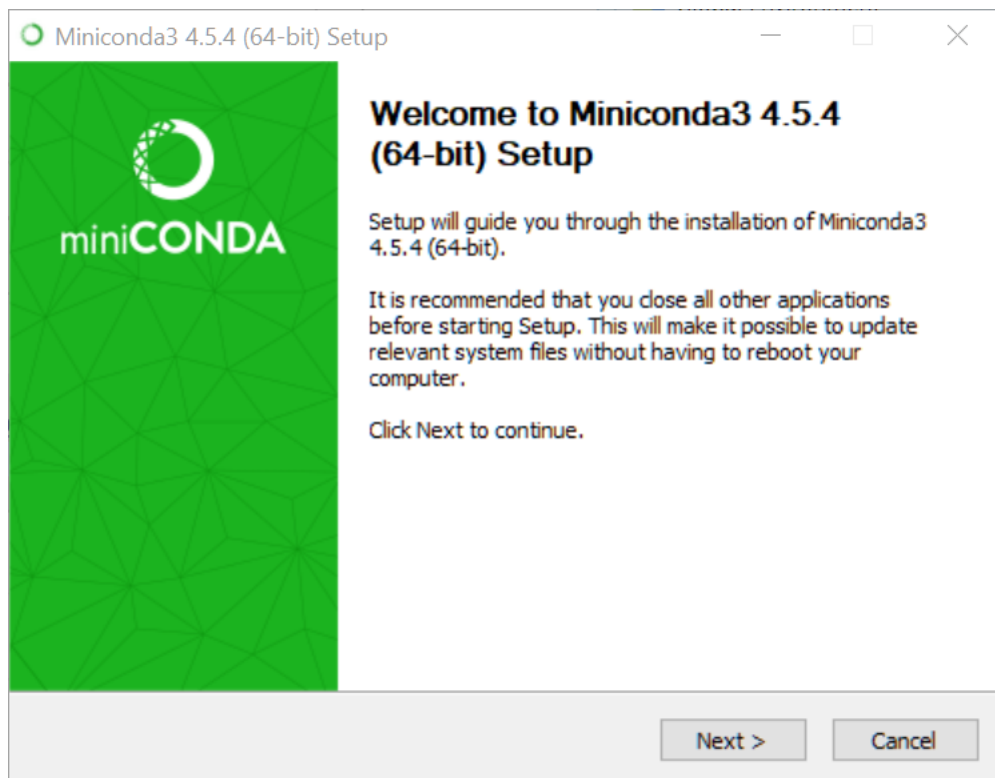 Miniconda3 4.5.4 (64-bit) Setup
miniCONDA
Welcome to Miniconda3 4.5.4
(64-bit) Setup
Setup will guide you through the installation of Miniconda3
4.5.4 (64-bit).
It is recommended that you close all other applications
before starting Setup. This will make it possible to update
relevant system files without having to reboot your
computer.
Click Next to continue.
Next >
Cancel